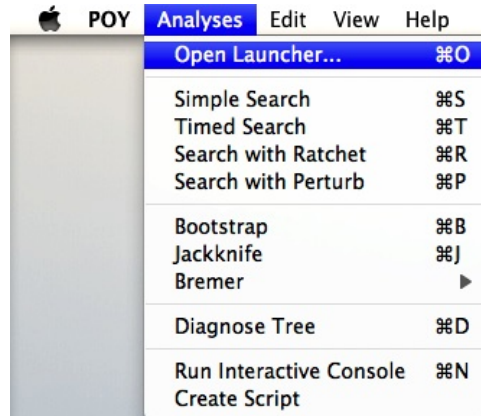 POY Analyses Edit View Help
Open Launcher... ⌘O
Simple Search ⌘S
Timed Search ⌘T
Search with Ratchet ⌘R
Search with Perturb ⌘P
Bootstrap ⌘B
Jackknife ⌘J
Bremer
Diagnose Tree ⌘D
Run Interactive Console ⌘N
Create Script